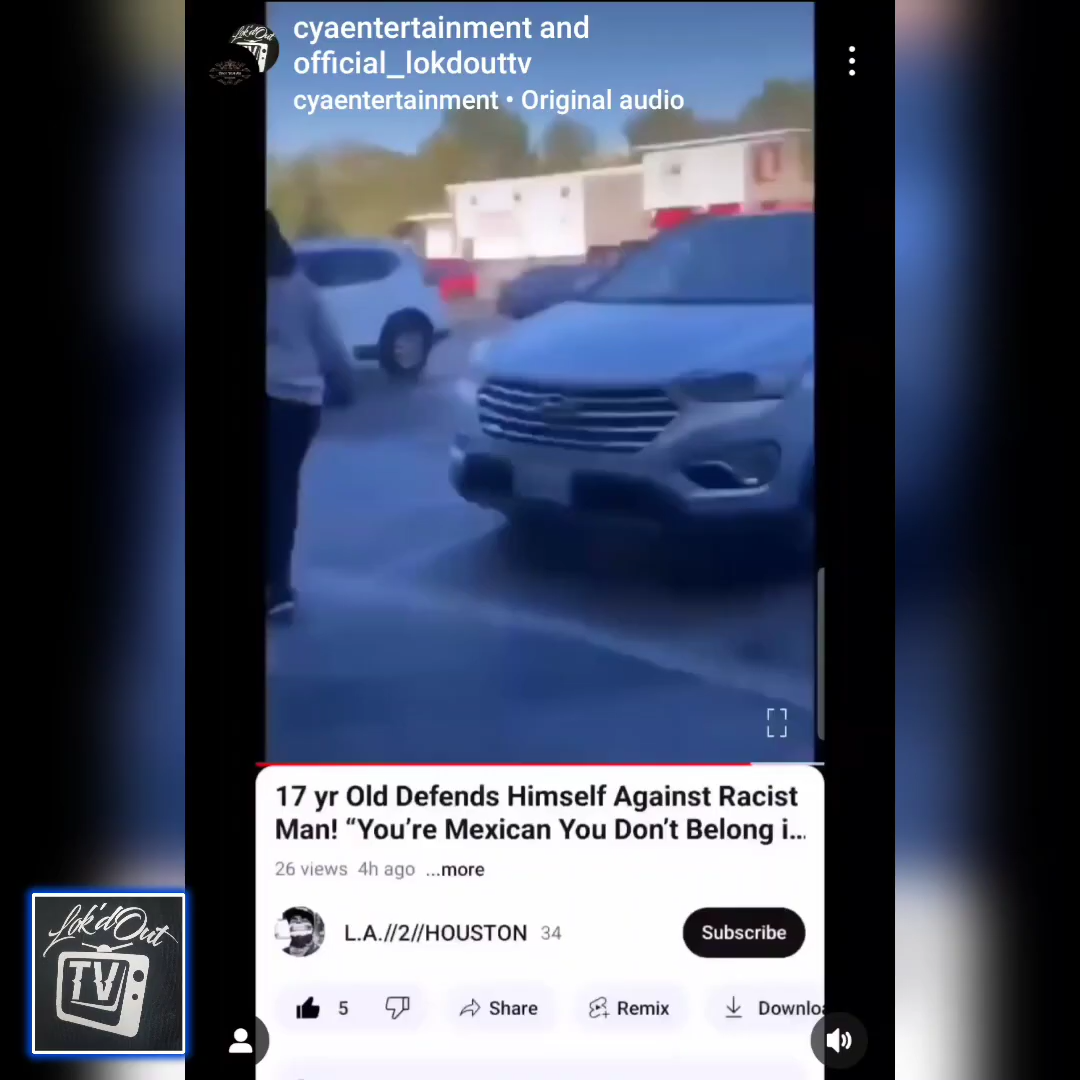 cyaentertainment and
official_lokdouttv
cyaentertainment • Original audio
17 yr Old Defends Himself Against Racist
Man! “You’re Mexican You Don’t Belong i...
26 views 4h ago ...more
L.A.//2//HOUSTON 34
Subscribe
5
Share
Remix
Downloa
Lok'd Out
TV